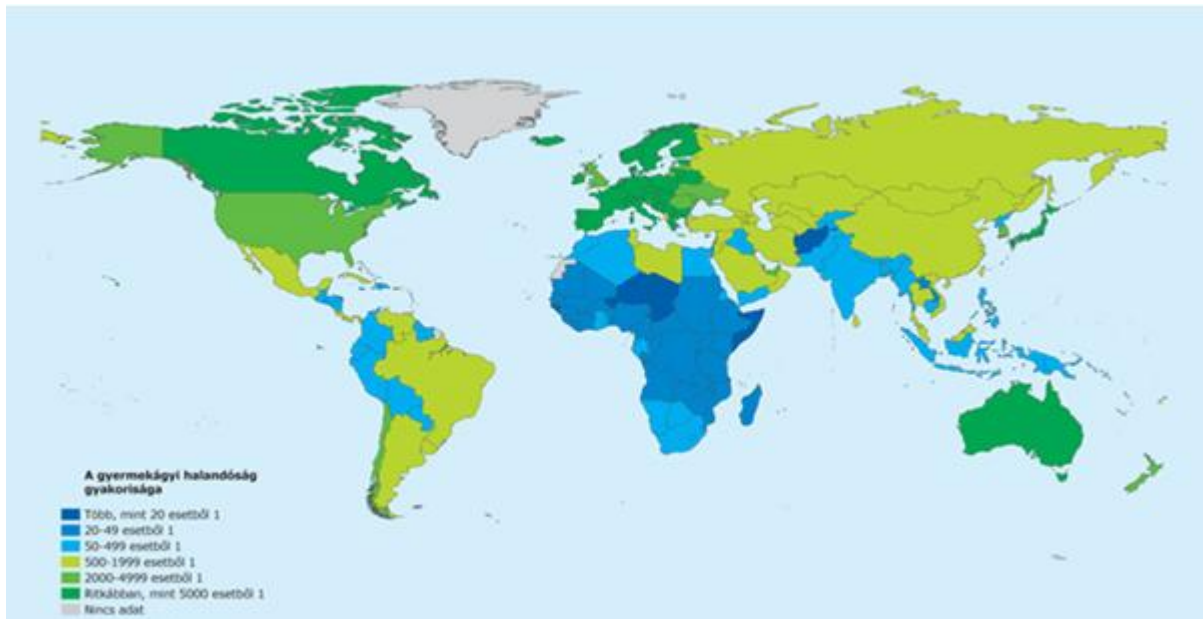 A gyermekágyi halandóság
gyakorisága
Több, mint 20 esetből 1
20-49 esetből 1
50-499 esetből 1
500-1999 esetből 1
2000-4999 esetből 1
Ritkábban, mint 5000 esetből 1
Nincs adat